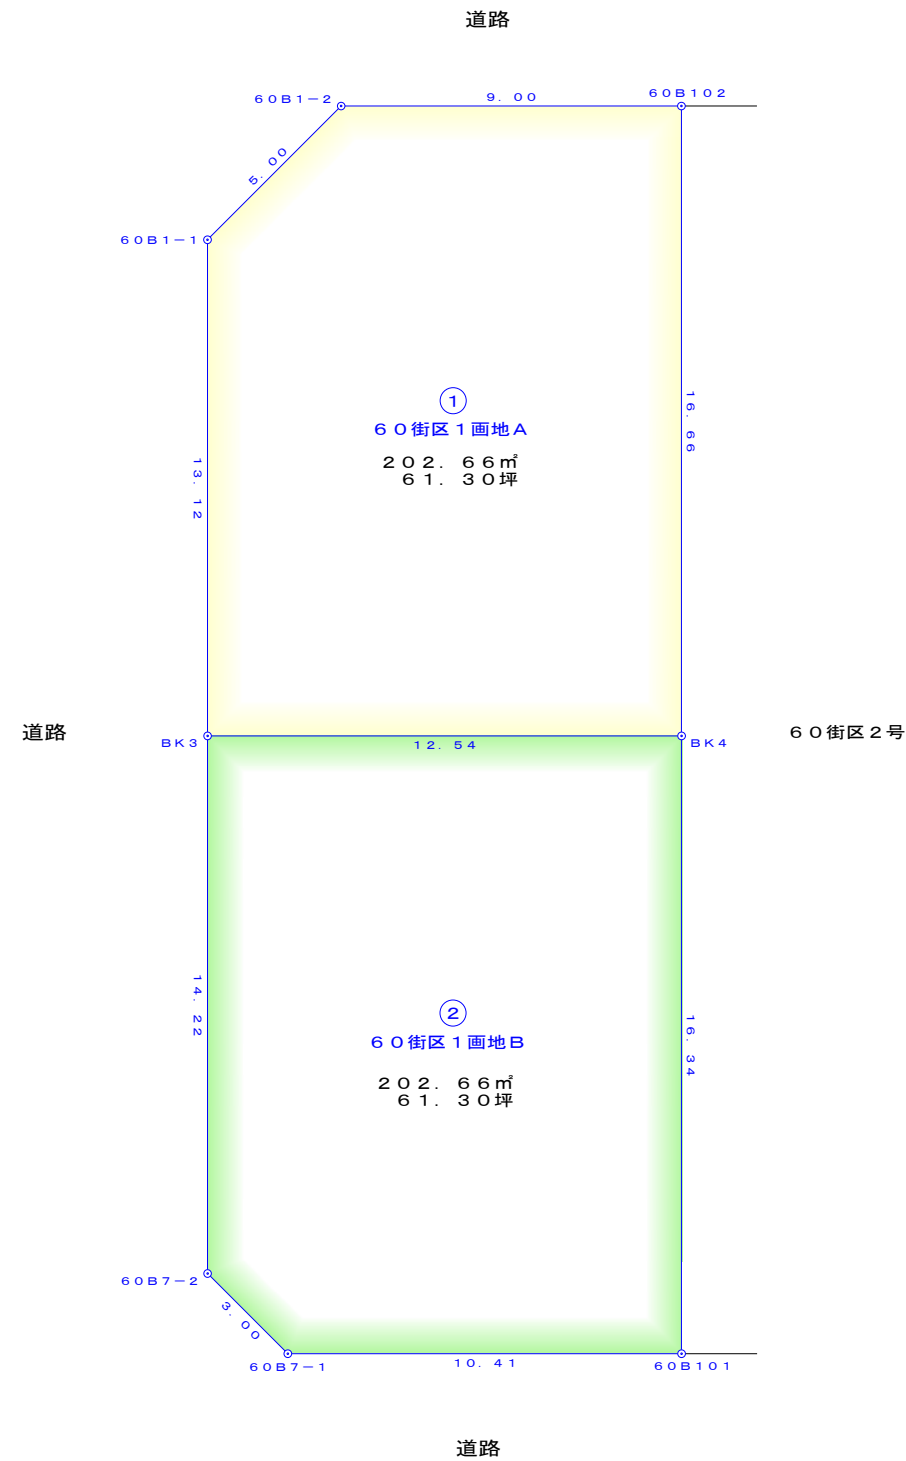 道路
60B1-2
9.00
60B102
5.00
60B1-1
16.66
①
60街区1画地A
202.66㎡
61.30坪
13.12
道路
BK3
12.54
BK4
60街区2号
14.22
②
60街区1画地B
16.34
202.66㎡
61.30坪
60B7-2
3.00
60B7-1
10.41
60B101
道路